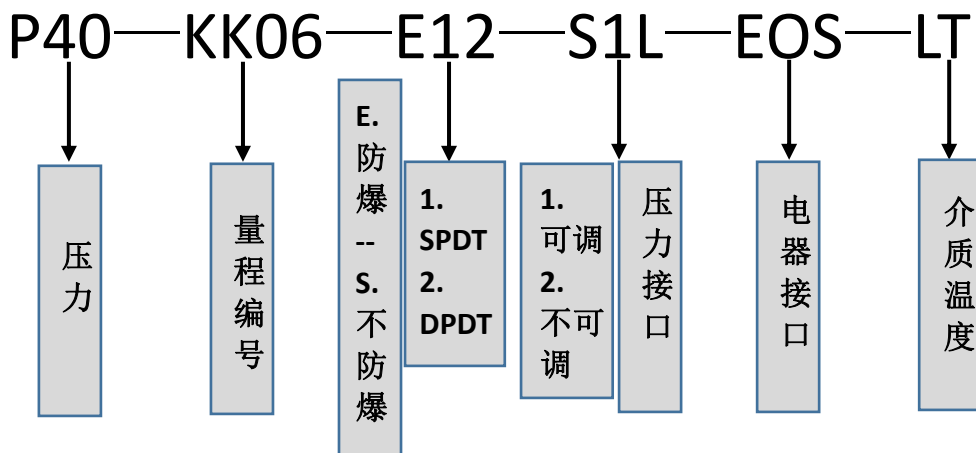 P40—KK06—E12—S1L—EOS—LT
压力
量程编号
E.
防爆
--
S.
不防爆
1.
SPDT
2.
DPDT
1.
可调
2.
不可调
压力接口
电器接口
介质温度